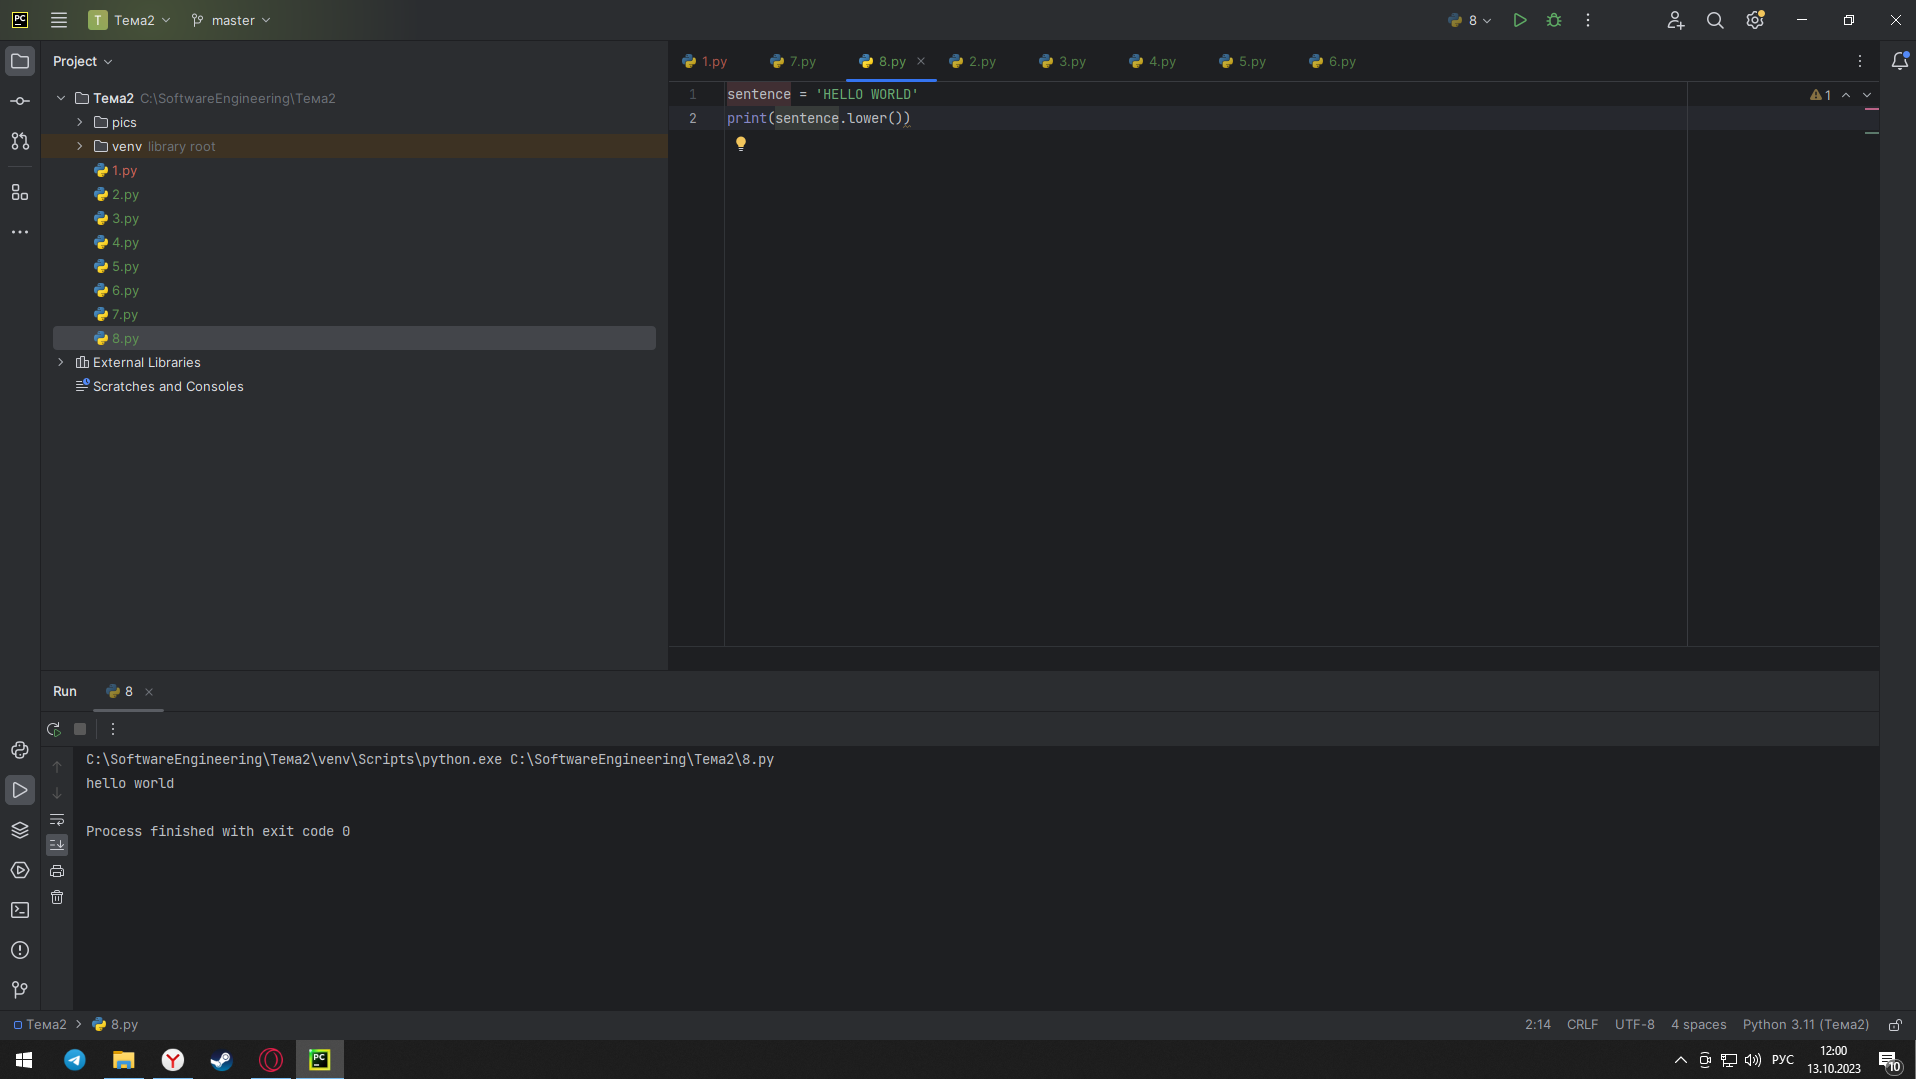 PC T Тема2 master 8
Project
1.py 7.py 8.py 2.py 3.py 4.py 5.py 6.py
Тема2 C:\SoftwareEngineering\Тема2
pics
venv library root
1.py
2.py
3.py
4.py
5.py
6.py
7.py
8.py
External Libraries
Scratches and Consoles
1 sentence = 'HELLO WORLD'
2 print(sentence.lower())
1
Run 8
C:\SoftwareEngineering\Тема2\venv\Scripts\python.exe C:\SoftwareEngineering\Тема2\8.py
hello world
Process finished with exit code 0
Тема2 8.py 2:14 CRLF UTF-8 4 spaces Python 3.11 (Тема2)
PC РУС 12:00
13.10.2023
10